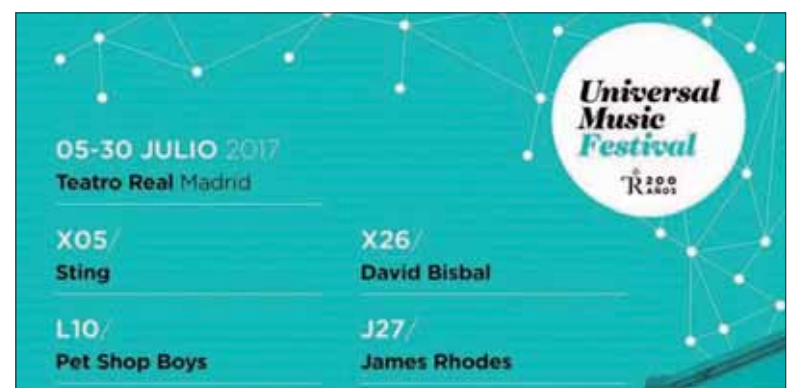 Universal
Music
Festival
TR 200
AÑOS
05-30 JULIO 2017
Teatro Real Madrid
X05/
Sting
X26/
David Bisbal
L10/
Pet Shop Boys
J27/
James Rhodes